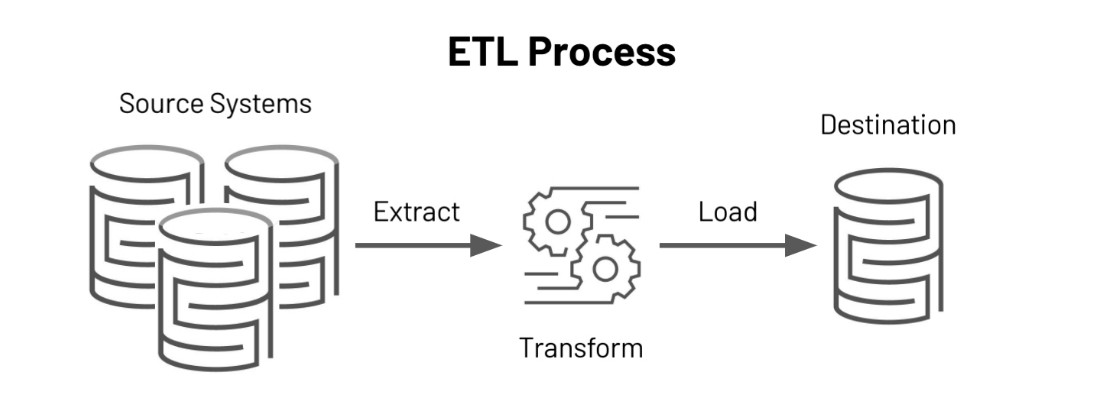 ETL Process
Source Systems
Destination
Extract
Load
Transform